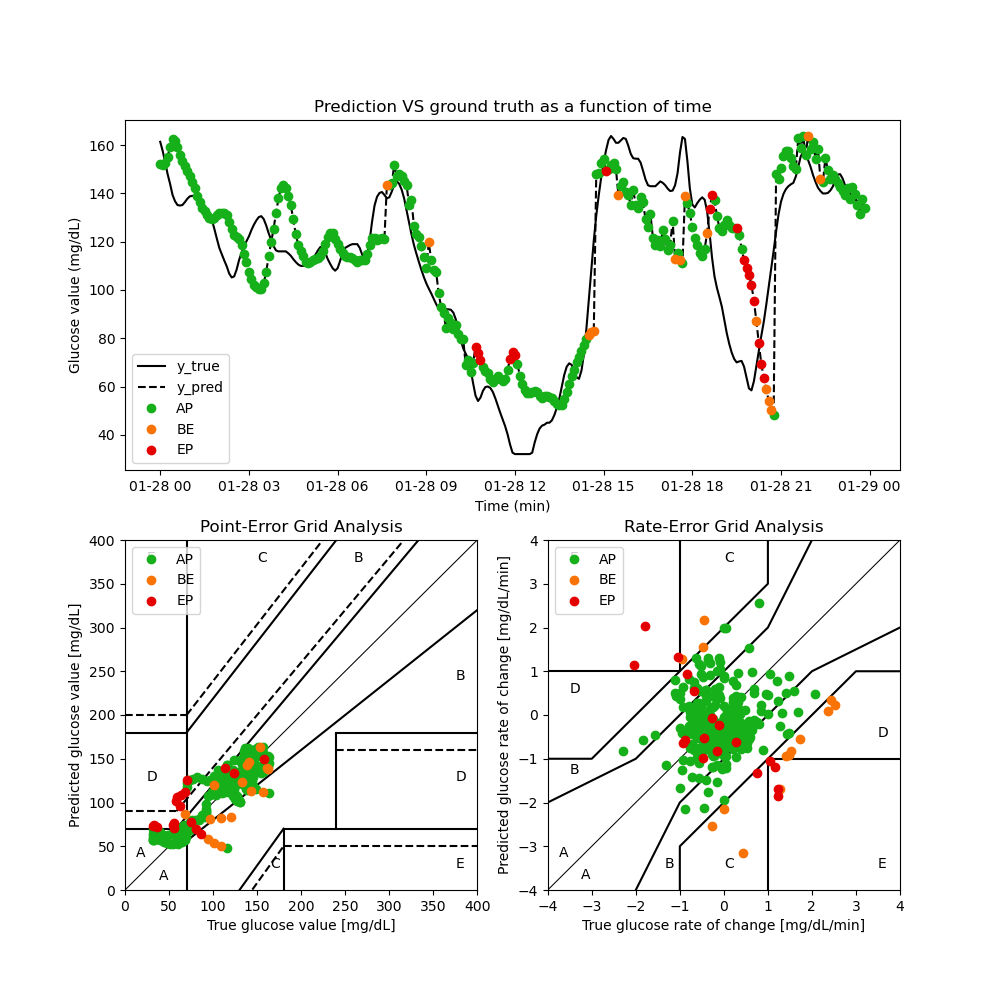 Prediction VS ground truth as a function of time
Glucose value (mg/dL)
160
140
120
100
80
60
40
y_true
y_pred
AP
BE
EP
01-28 00 01-28 03 01-28 06 01-28 09 01-28 12 01-28 15 01-28 18 01-28 21 01-29 00
Time (min)
Point-Error Grid Analysis
Predicted glucose value [mg/dL]
400
350
300
250
200
150
100
50
0
AP
BE
EP
C B
B
D D
A
A C E
0 50 100 150 200 250 300 350 400
True glucose value [mg/dL]
Rate-Error Grid Analysis
Predicted glucose rate of change [mg/dL/min]
4
3
2
1
0
−1
−2
−3
−4
AP
BE
EP
C
D
D
B
A
A B C E
−4 −3 −2 −1 0 1 2 3 4
True glucose rate of change [mg/dL/min]